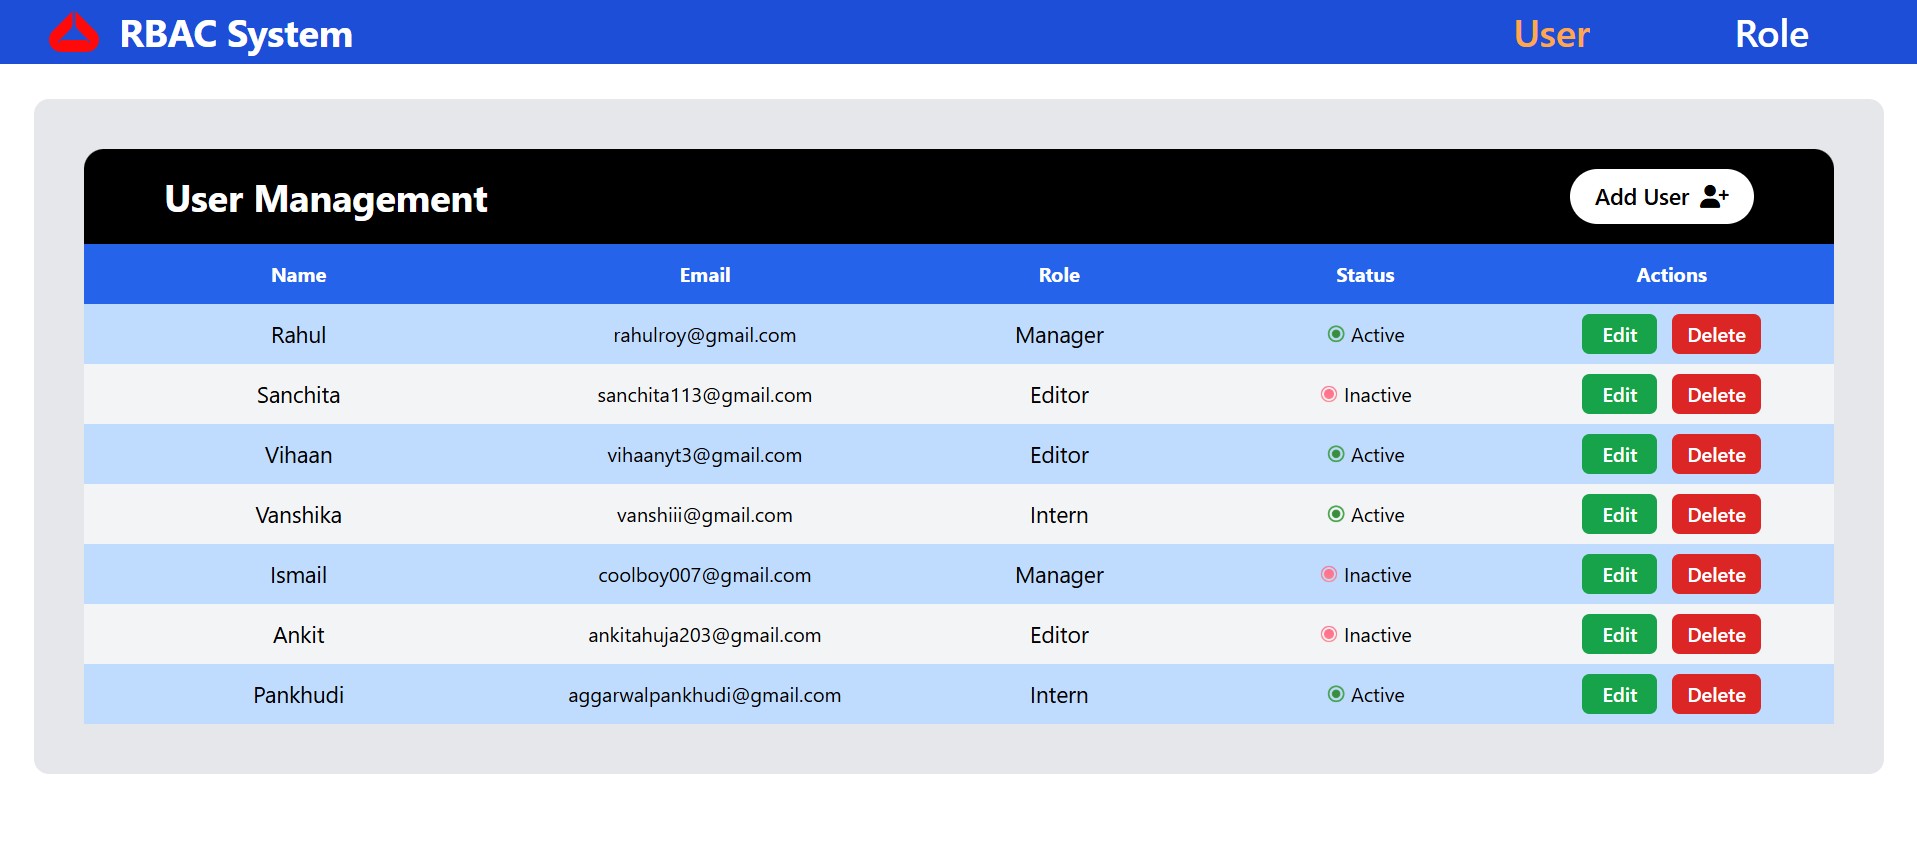 RBAC System User Role
User Management Add User
Name Email Role Status Actions
Rahul rahulroy@gmail.com Manager Active Edit Delete
Sanchita sanchita113@gmail.com Editor Inactive Edit Delete
Vihaan vihaanyt3@gmail.com Editor Active Edit Delete
Vanshika vanshiii@gmail.com Intern Active Edit Delete
Ismail coolboy007@gmail.com Manager Inactive Edit Delete
Ankit ankitahuja203@gmail.com Editor Inactive Edit Delete
Pankhudi aggarwalpankhudi@gmail.com Intern Active Edit Delete